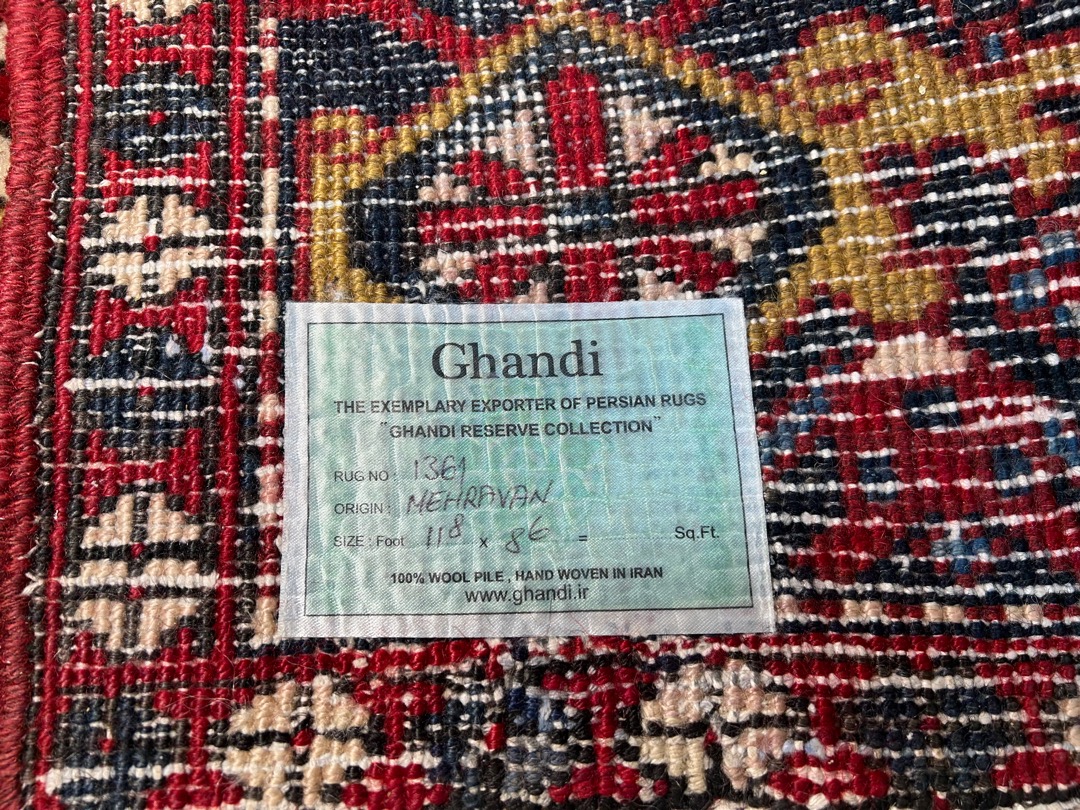 Ghandi
THE EXEMPLARY EXPORTER OF PERSIAN RUGS
"GHANDI RESERVE COLLECTION"
RUG NO : 1361
ORIGIN : MEHRAVAN
SIZE : Foot 118 x 86 = Sq.Ft.
100% WOOL PILE , HAND WOVEN IN IRAN
www.ghandi.ir